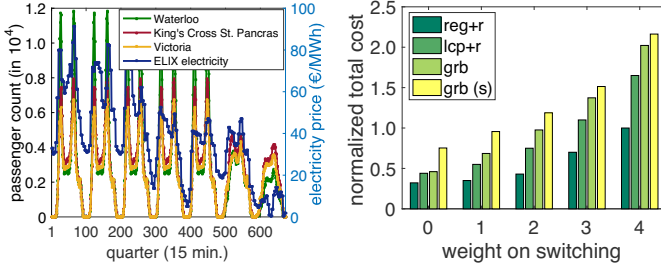 Waterloo
King's Cross St. Pancras
Victoria
ELIX electricity
passenger count (in 10⁴)
1.2
1
0.8
0.6
0.4
0.2
0
100
80
60
40
20
0
electricity price (€/MWh)
1 100 200 300 400 500 600
quarter (15 min.)
reg+r
lcp+r
grb
grb (s)
normalized total cost
2.5
2.0
1.5
1.0
0.5
0
0 1 2 3 4
weight on switching